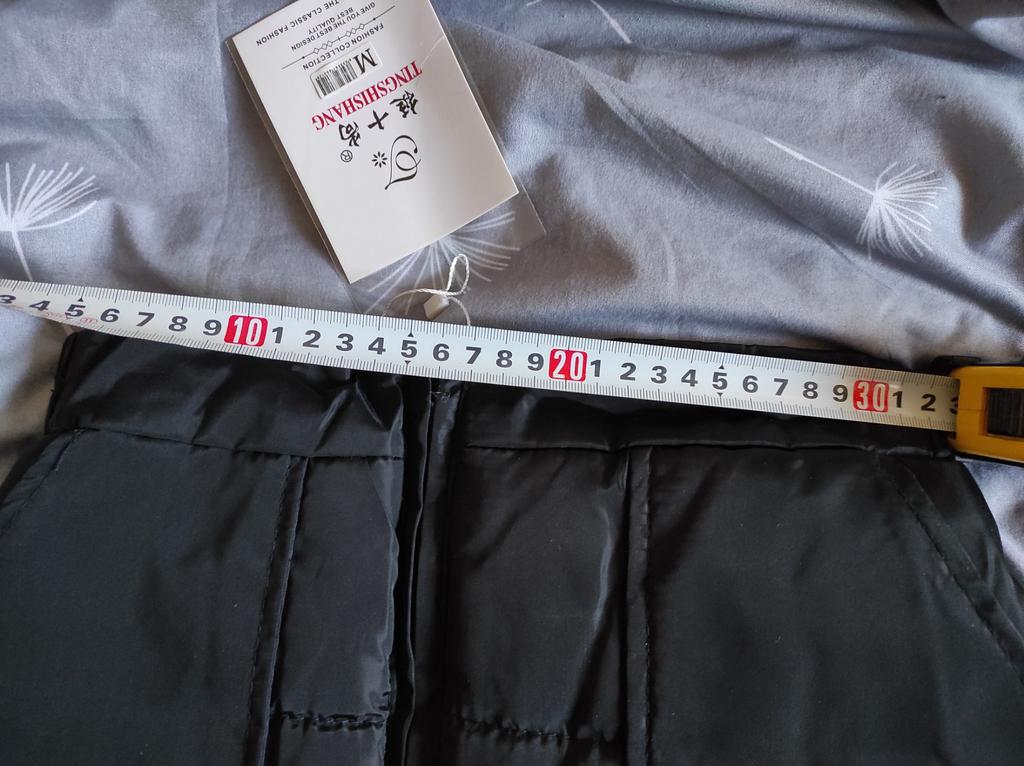 THE CLASSIC FASHION
BEST QUALITY
GIVE YOU THE BEST DESIGN
FASHION COLLECTION
M
TINGSHISHANG
十尚
®
3 4 5 6 7 8 9 10 1 2 3 4 5 6 7 8 9 20 1 2 3 4 5 6 7 8 9 30 1 2 3